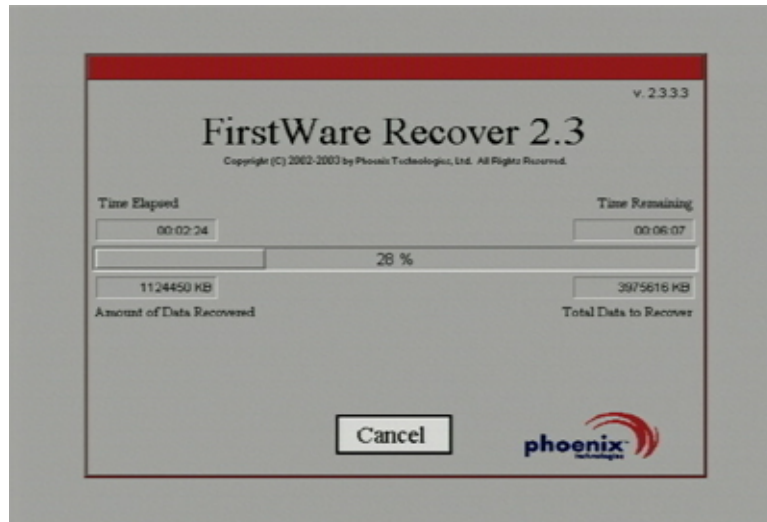 v. 2.3.3.3
FirstWare Recover 2.3
Copyright (C) 2002-2003 by Phoenix Technologies, Ltd. All Rights Reserved.
Time Elapsed
Time Remaining
00:02:24
00:06:07
28 %
1124450 KB
3975616 KB
Amount of Data Recovered
Total Data to Recover
Cancel
phoenix
technologies